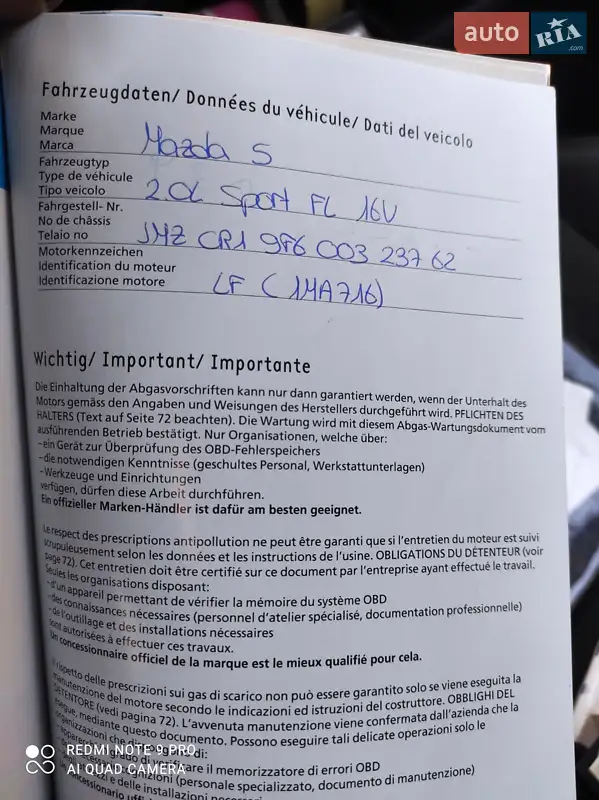 auto RIA .com
Fahrzeugdaten/ Données du véhicule/ Dati del veicolo
Marke
Marque
Marca
Mazda 5
Fahrzeugtyp
Type de véhicule
Tipo veicolo
2.0L Sport FL 16V
Fahrgestell- Nr.
No de châssis
Telaio no
JMZ CR1 9F6 003 237 62
Motorkennzeichen
Identification du moteur
Identificazione motore
LF (1MA716)
Wichtig/ Important/ Importante
Die Einhaltung der Abgasvorschriften kann nur dann garantiert werden, wenn der Unterhalt des
Motors gemäss den Angaben und Weisungen des Herstellers durchgeführt wird. PFLICHTEN DES
HALTERS (Text auf Seite 72 beachten). Die Wartung wird mit diesem Abgas-Wartungsdokument vom
ausführenden Betrieb bestätigt. Nur Organisationen, welche über:
-ein Gerät zur Überprüfung des OBD-Fehlerspeichers
-die notwendigen Kenntnisse (geschultes Personal, Werkstattunterlagen)
-Werkzeuge und Einrichtungen
verfügen, dürfen diese Arbeit durchführen.
Ein offizieller Marken-Händler ist dafür am besten geeignet.
Le respect des prescriptions antipollution ne peut être garanti que si l'entretien du moteur est suivi
scrupuleusement selon les données et les instructions de l'usine. OBLIGATIONS DU DÉTENTEUR (voir
page 72). Cet entretien doit être certifié sur ce document par l'entreprise ayant effectué le travail.
Seules les organisations disposant:
-d'un appareil permettant de vérifier la mémoire du système OBD
-des connaissances nécessaires (personnel d'atelier spécialisé, documentation professionelle)
-de l'outillage et des installations nécessaires
sont autorisées à effectuer ces travaux.
Un concessionnaire officiel de la marque est le mieux qualifié pour cela.
Il rispetto delle prescrizioni sui gas di scarico non può essere garantito solo se viene eseguita la
manutenzione del motore secondo le indicazioni ed istruzioni del costruttore. OBBLIGHI DEL
DETENTORE (vedi pagina 72). L'avvenuta manutenzione viene confermata dall'azienda che la
esegue, mediante questo documento. Possono eseguire tali delicate operazioni solo le
organizzazioni che di:
grado di verificare il memorizzatore di errori OBD
cognizioni (personale specializzato, documento di manutenzione)
e delle installazioni
concessionario
REDMI NOTE 9 PRO
AI QUAD CAMERA